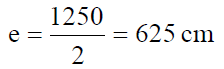 e = 1250/2 = 625 cm